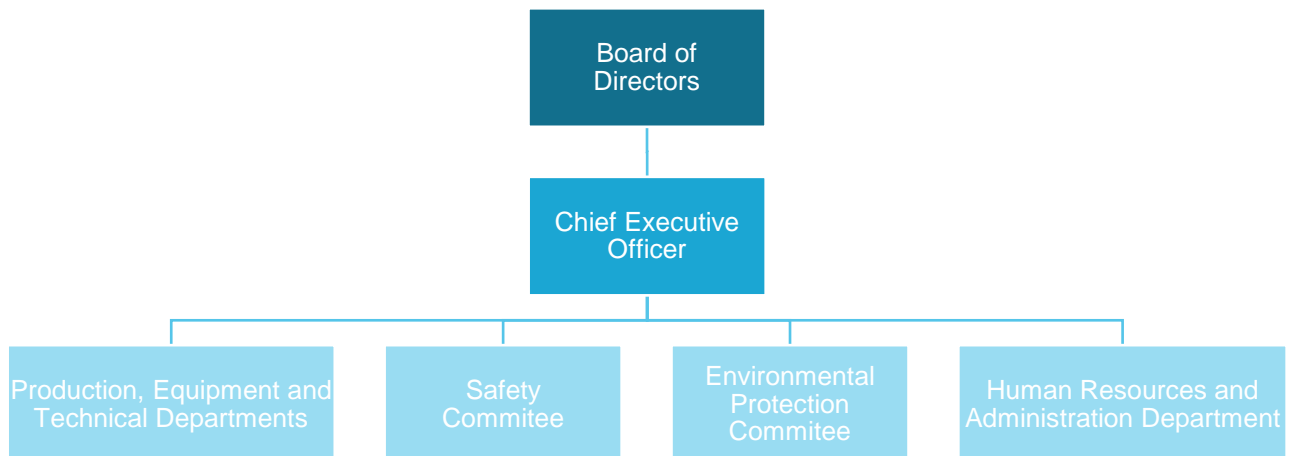 Board of
Directors
Chief Executive
Officer
Production, Equipment and
Technical Departments
Safety
Commitee
Environmental
Protection
Commitee
Human Resources and
Administration Department